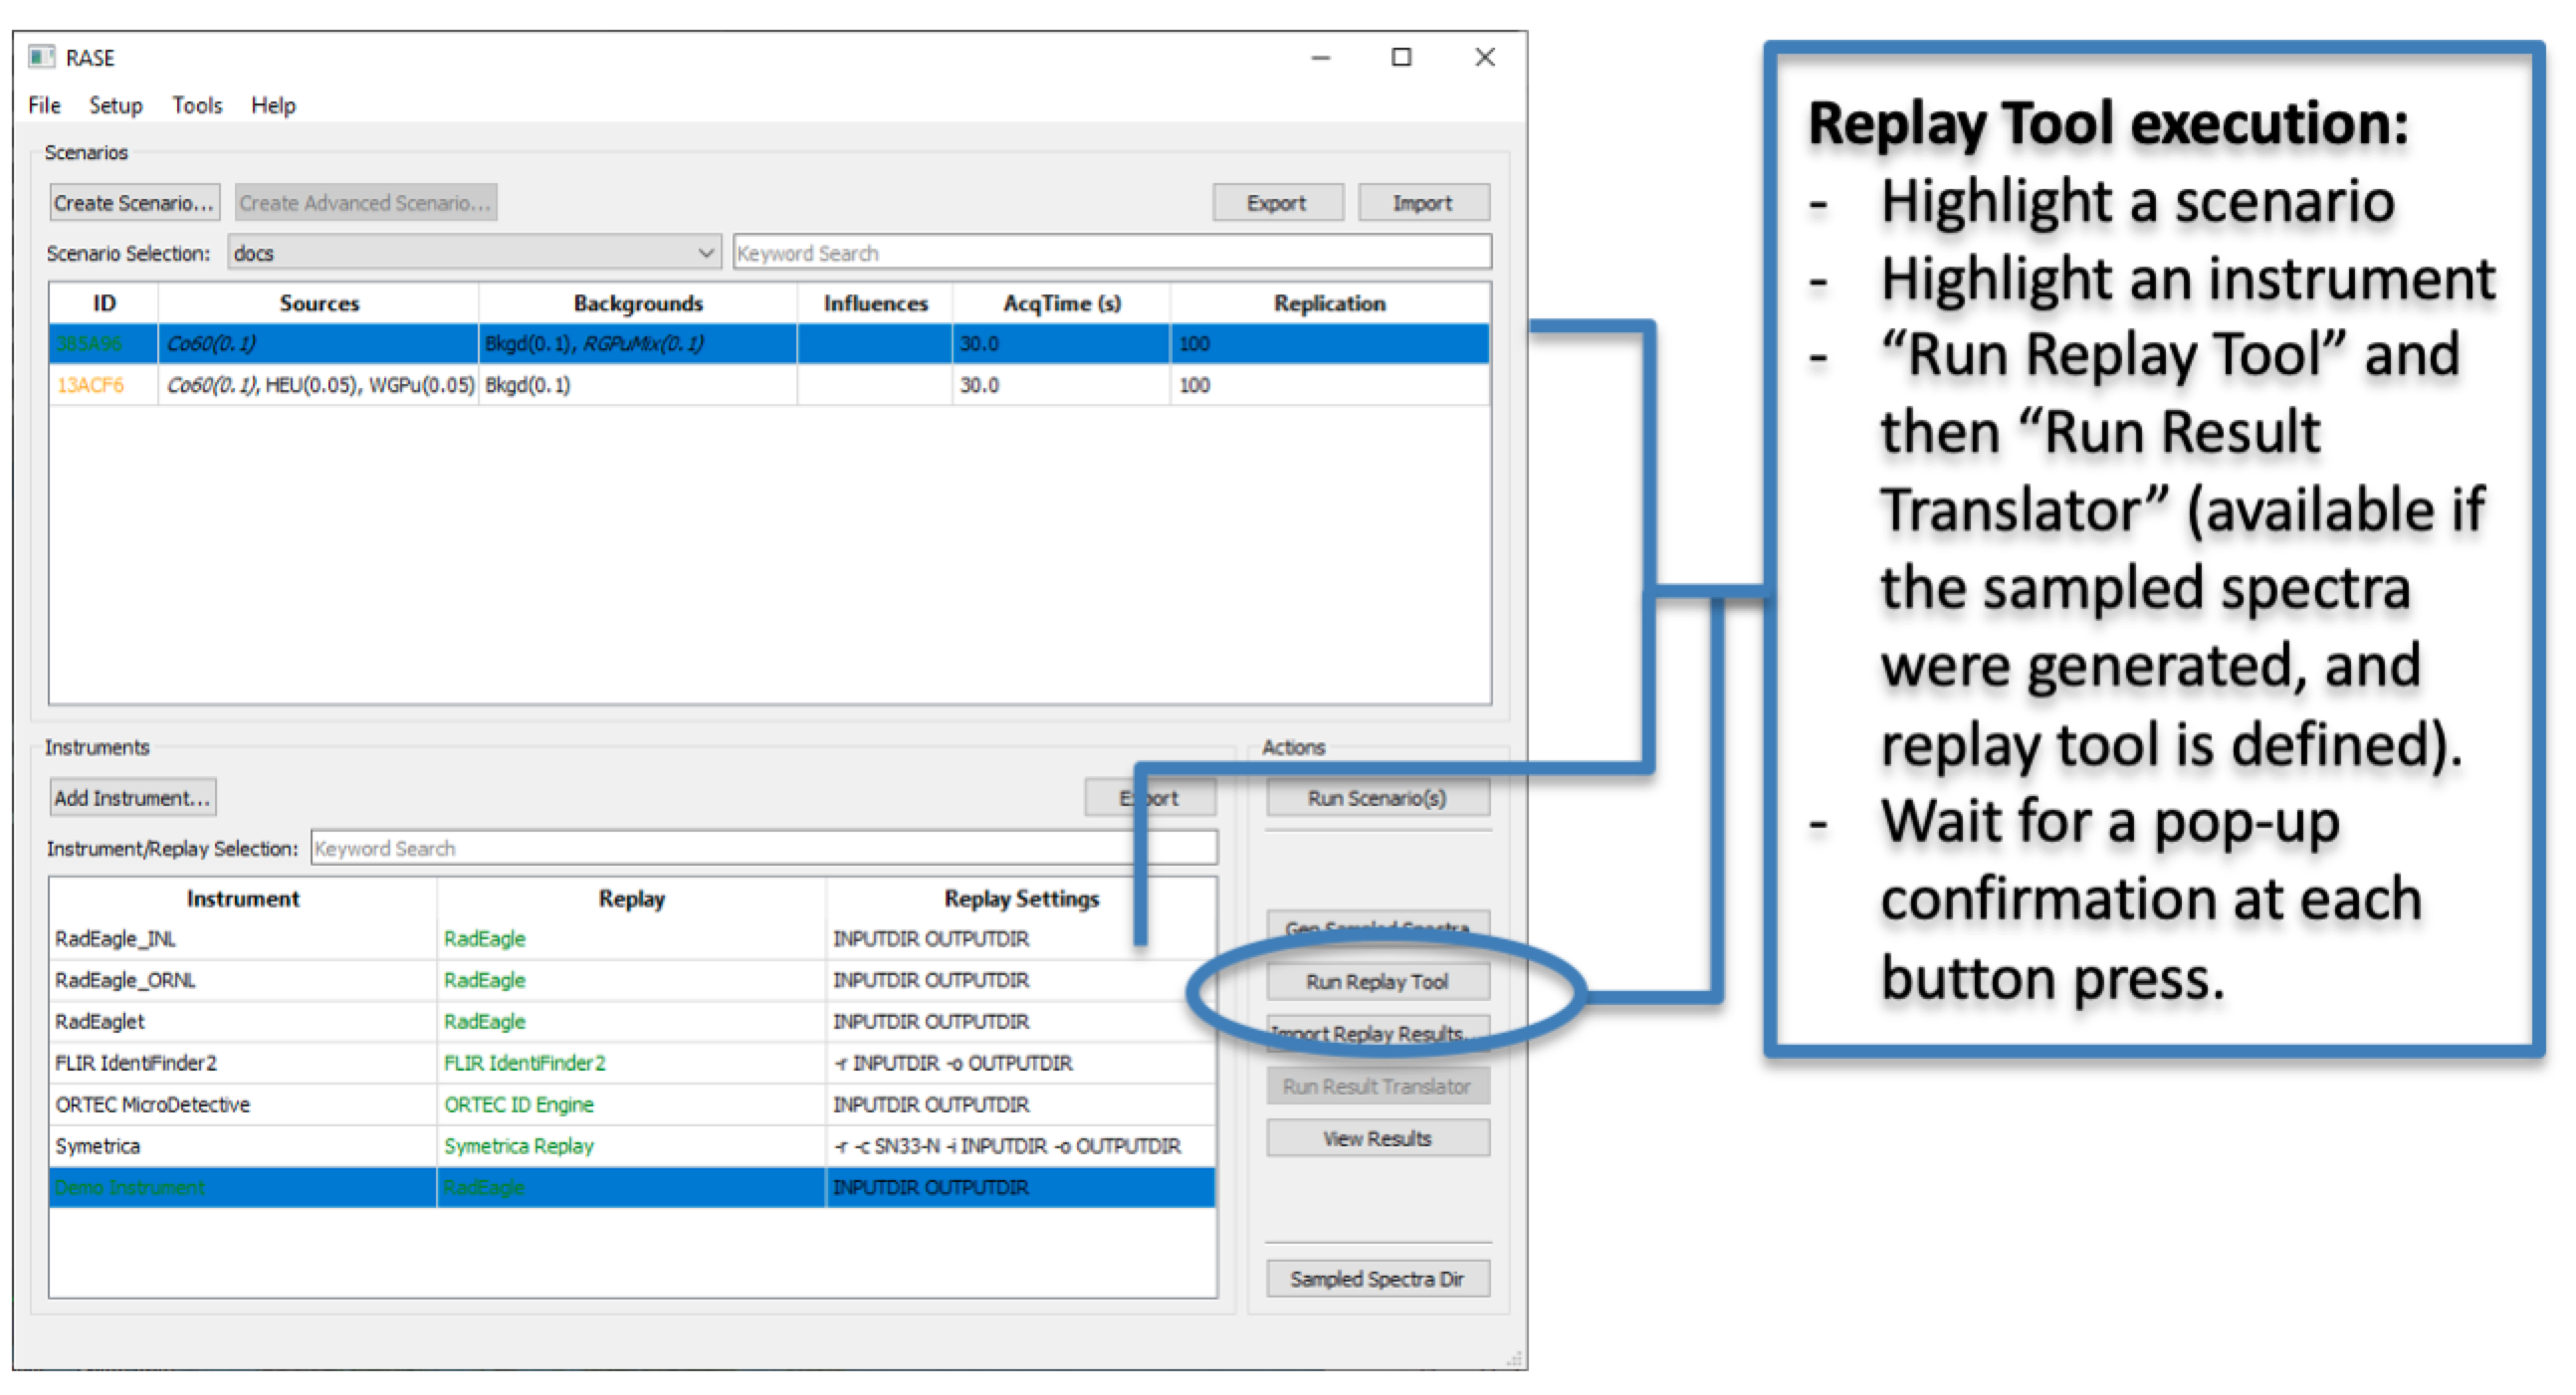 RASE
File Setup Tools Help
Scenarios
Create Scenario... Create Advanced Scenario... Export Import
Scenario Selection: docs Keyword Search
ID Sources Backgrounds Influences AcqTime (s) Replication
385A96 Co60(0.1) Bkgd(0.1), RGPuMix(0.1) 30.0 100
13ACF6 Co60(0.1), HEU(0.05), WGPu(0.05) Bkgd(0.1) 30.0 100
Instruments
Add Instrument... Export
Instrument/Replay Selection: Keyword Search
Instrument Replay Replay Settings
RadEagle_INL RadEagle INPUTDIR OUTPUTDIR
RadEagle_ORNL RadEagle INPUTDIR OUTPUTDIR
RadEaglet RadEagle INPUTDIR OUTPUTDIR
FLIR IdentiFinder2 FLIR IdentiFinder2 -r INPUTDIR -o OUTPUTDIR
ORTEC MicroDetective ORTEC ID Engine INPUTDIR OUTPUTDIR
Symetrica Symetrica Replay -r -c SN33-N -i INPUTDIR -o OUTPUTDIR
Demo Instrument RadEagle INPUTDIR OUTPUTDIR
Actions
Run Scenario(s)
Gen Sampled Spectra
Run Replay Tool
Import Replay Results...
Run Result Translator
View Results
Sampled Spectra Dir
Replay Tool execution:
- Highlight a scenario
- Highlight an instrument
- “Run Replay Tool” and
then “Run Result
Translator” (available if
the sampled spectra
were generated, and
replay tool is defined).
- Wait for a pop-up
confirmation at each
button press.